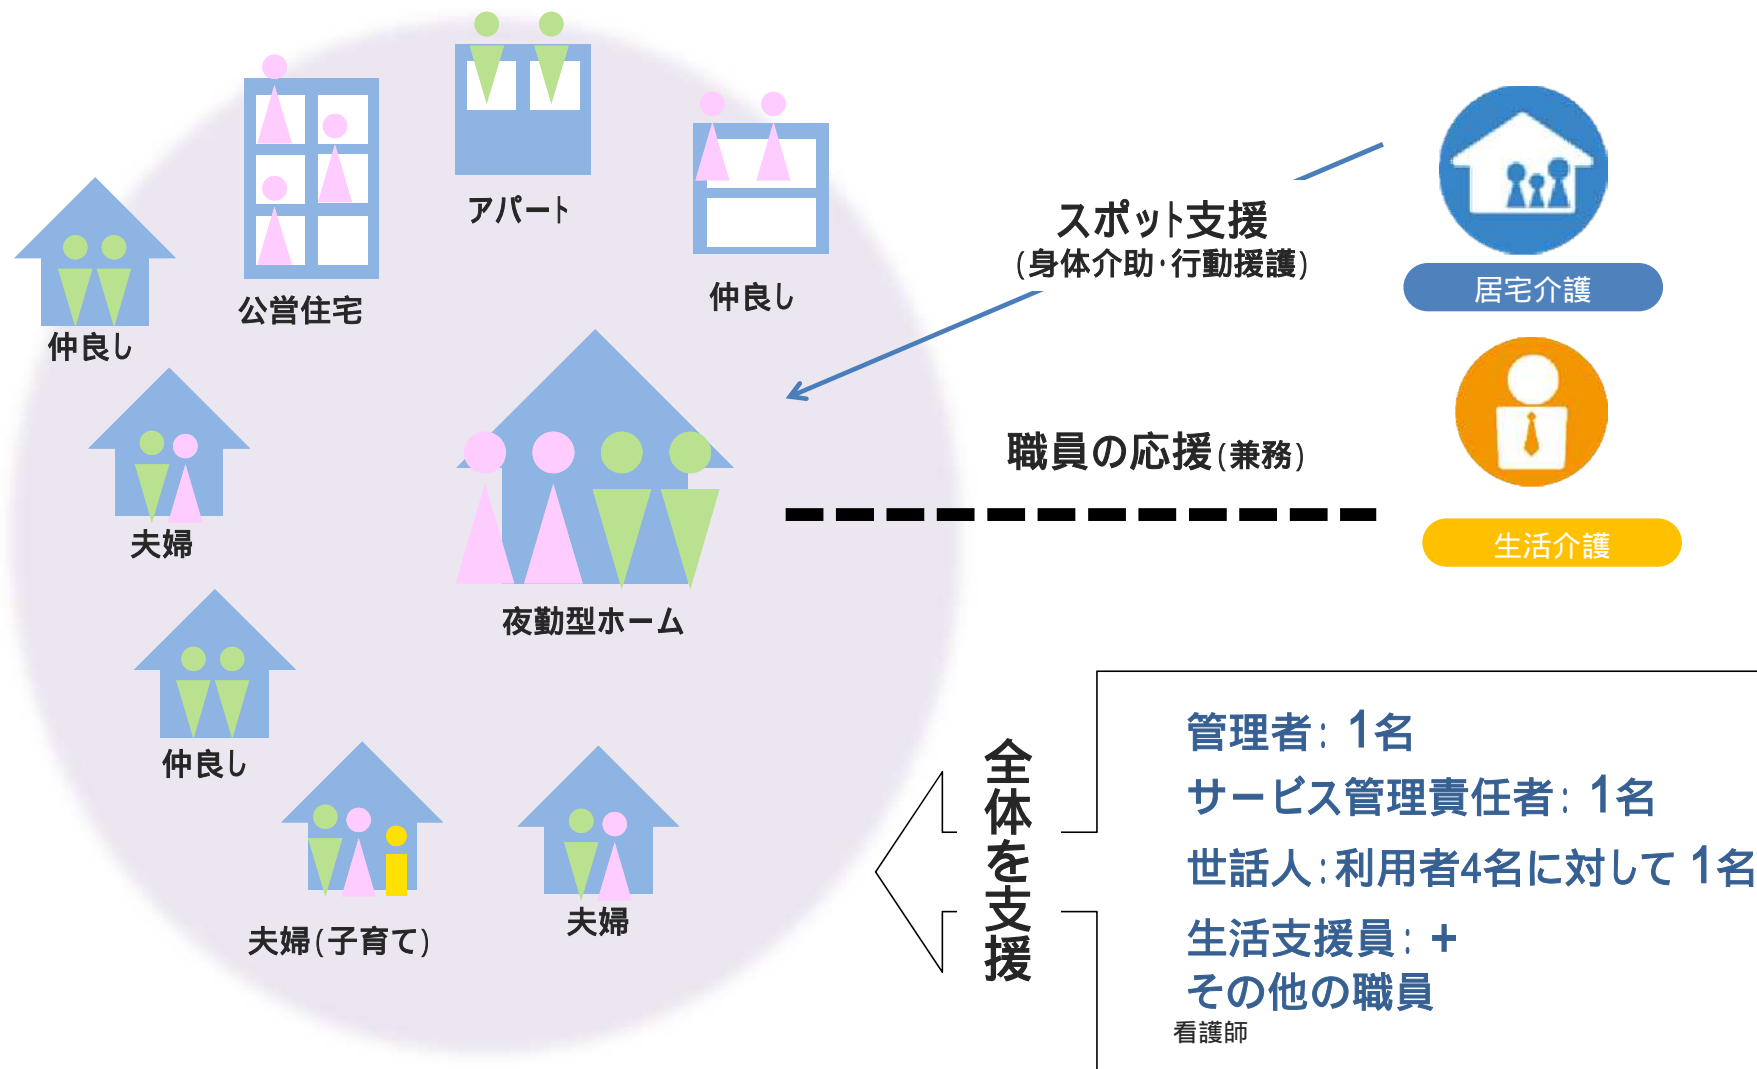 アパート
公営住宅
仲良し
仲良し
夫婦
夜勤型ホーム
仲良し
夫婦(子育て)
夫婦
スポット支援
(身体介助・行動援護)
居宅介護
職員の応援(兼務)
生活介護
全体を支援
管理者：1名
サービス管理責任者：1名
世話人：利用者4名に対して1名
生活支援員：+
その他の職員
看護師